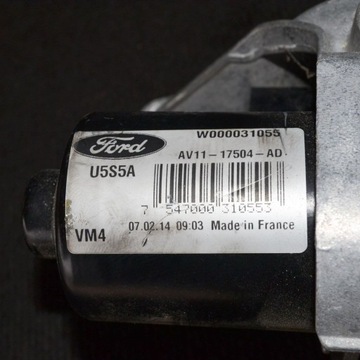 Ford
W000031055
AV11-17504-AD
U5S5A
7 547000 310553
VM4
07.02.14 09:03 Made in France